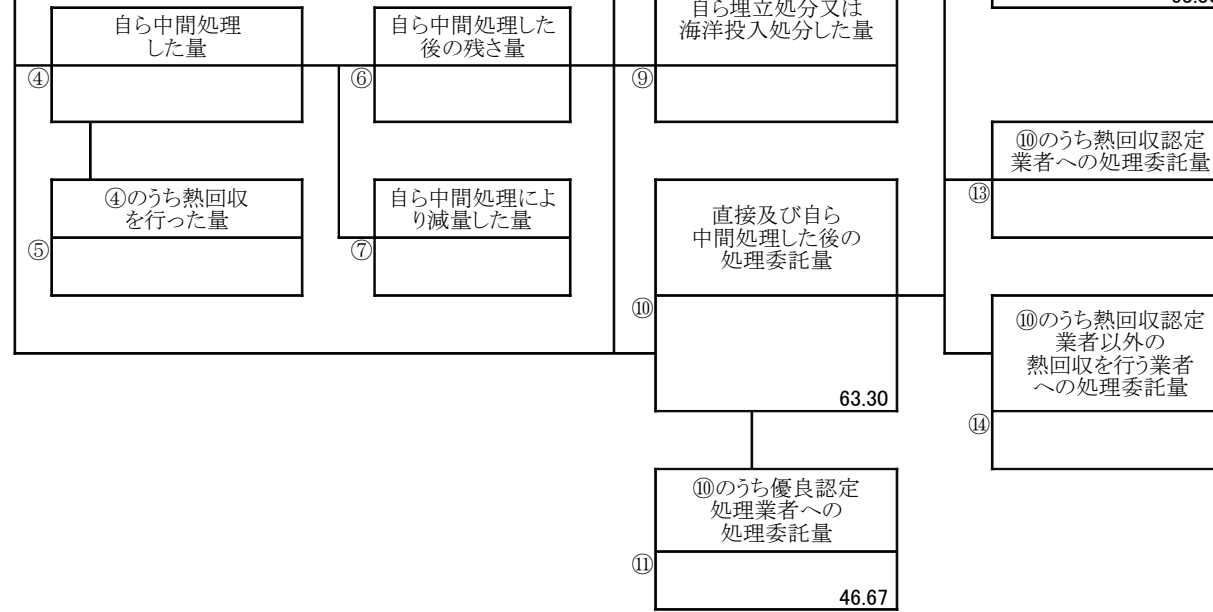 自ら中間処理
した量
④
自ら中間処理した
後の残さ量
⑥
自ら埋立処分又は
海洋投入処分した量
⑨
④のうち熱回収
を行った量
⑤
自ら中間処理によ
り減量した量
⑦
直接及び自ら
中間処理した後の
処理委託量
⑩
63.30
⑩のうち優良認定
処理業者への
処理委託量
⑪
46.67
⑩のうち熱回収認定
業者への処理委託量
⑬
⑩のうち熱回収認定
業者以外の
熱回収を行う業者
への処理委託量
⑭